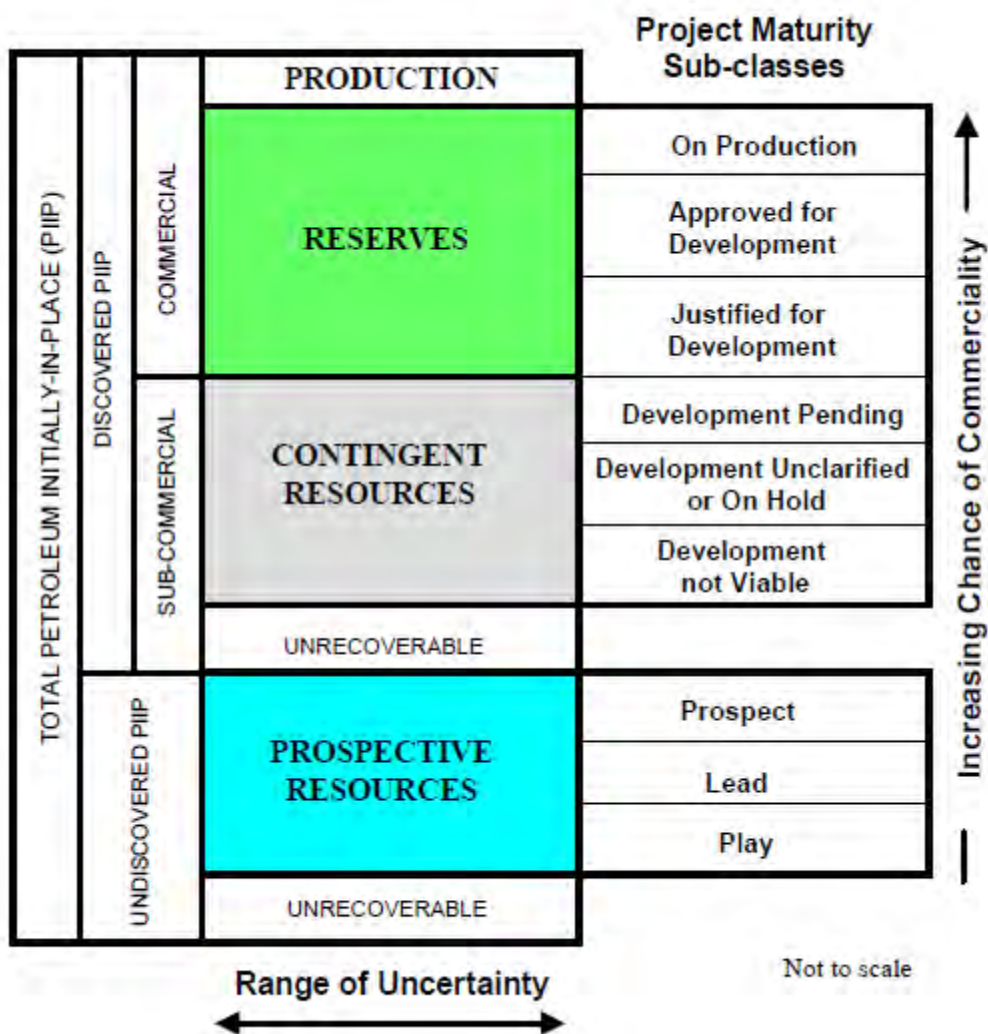 Project Maturity
Sub-classes
TOTAL PETROLEUM INITIALLY-IN-PLACE (PIIP)
DISCOVERED PIIP
COMMERCIAL
PRODUCTION
RESERVES
On Production
Approved for
Development
Justified for
Development
SUB-COMMERCIAL
CONTINGENT
RESOURCES
Development Pending
Development Unclarified
or On Hold
Development
not Viable
UNRECOVERABLE
UNDISCOVERED PIIP
PROSPECTIVE
RESOURCES
Prospect
Lead
Play
UNRECOVERABLE
Increasing Chance of Commerciality
Range of Uncertainty
Not to scale